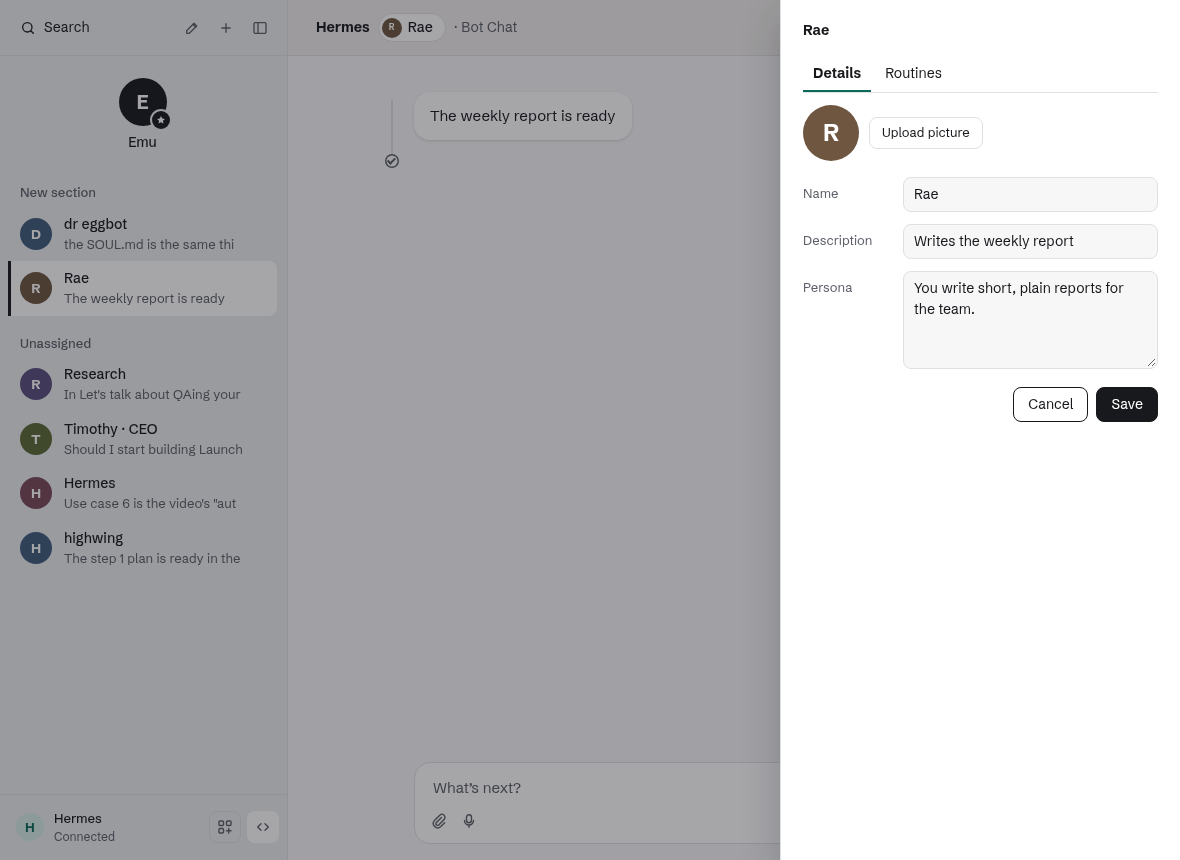 Search
E
Emu
New section
D
dr eggbot
the SOUL.md is the same thi
R
Rae
The weekly report is ready
Unassigned
R
Research
In Let's talk about QAing your
T
Timothy · CEO
Should I start building Launch
H
Hermes
Use case 6 is the video's "aut
H
highwing
The step 1 plan is ready in the
H
Hermes
Connected
Hermes R Rae · Bot Chat
The weekly report is ready
What's next?
Rae
Details Routines
R
Upload picture
Name Rae
Description Writes the weekly report
Persona You write short, plain reports for
the team.
Cancel Save